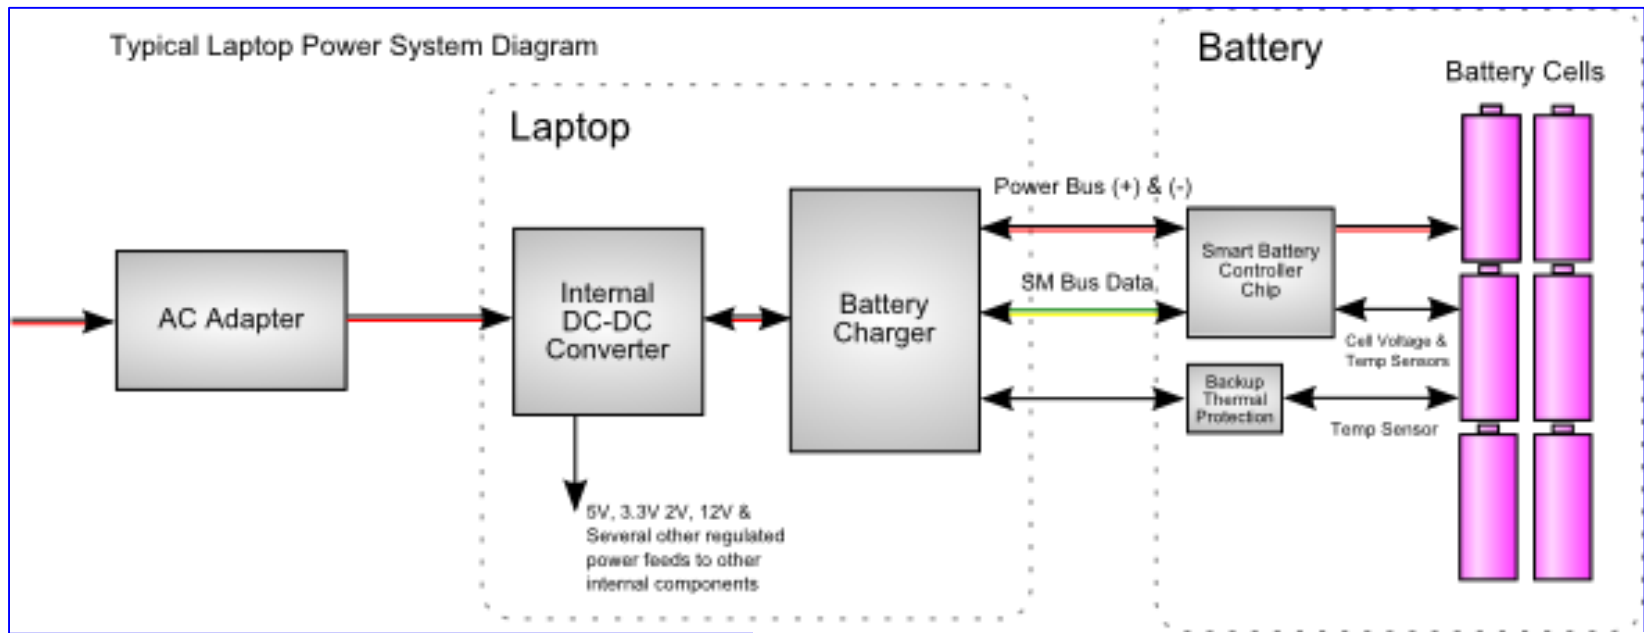 Typical Laptop Power System Diagram
Battery
Battery Cells
Laptop
Power Bus (+) & (-)
Smart Battery
Controller
Chip
SM Bus Data
AC Adapter
Internal
DC-DC
Converter
Battery
Charger
Cell Voltage &
Temp Sensors
Backup
Thermal
Protection
Temp Sensor
5V, 3.3V 2V, 12V &
Several other regulated
power feeds to other
internal components